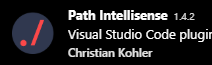 Path Intellisense 1.4.2
Visual Studio Code plugin
Christian Kohler